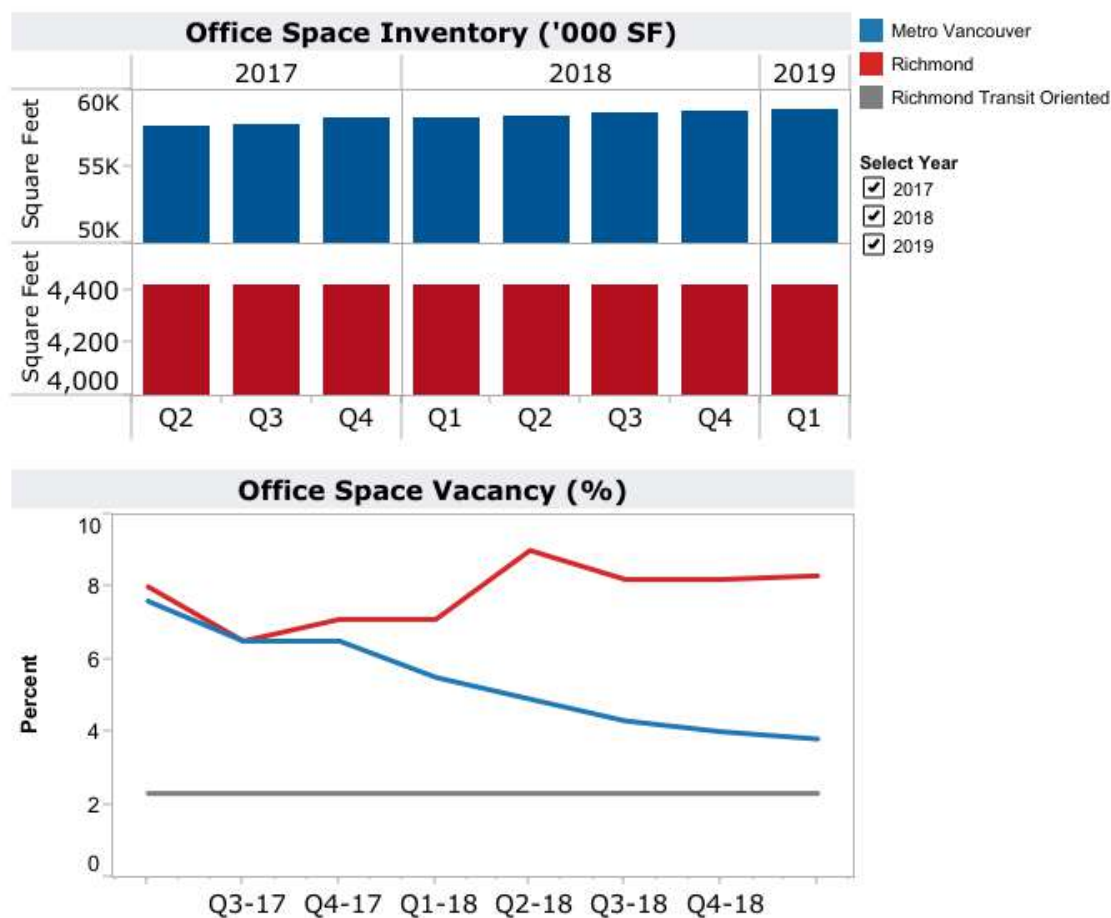 Office Space Inventory ('000 SF)
2017 2018 2019
Square Feet
60K
55K
50K
Square Feet
4,400
4,200
4,000
Q2 Q3 Q4 Q1 Q2 Q3 Q4 Q1
Metro Vancouver
Richmond
Richmond Transit Oriented
Select Year
2017
2018
2019
Office Space Vacancy (%)
Percent
10
8
6
4
2
0
Q3-17 Q4-17 Q1-18 Q2-18 Q3-18 Q4-18